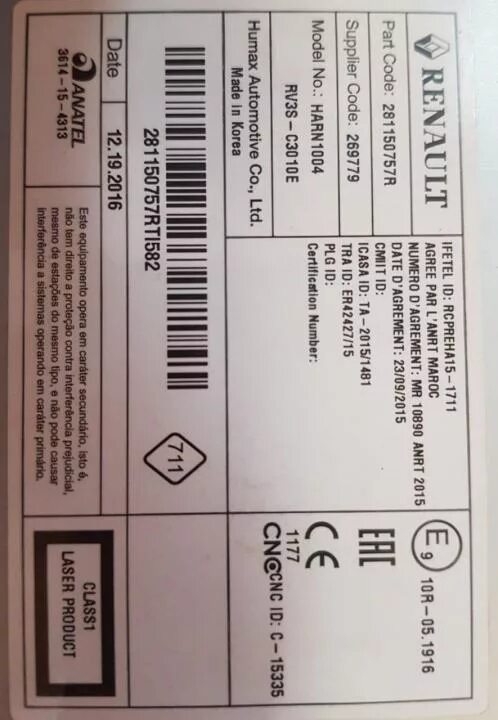 RENAULT
Part Code: 281150757R
Supplier Code: 269779
Model No.: HARN1004
RV3S-C3010E
Humax Automotive Co., Ltd.
Made in Korea
IFETEL ID: RCPREHA15-1711
AGREE PAR L'ANRT MAROC
NUMERO D'AGREMENT: MR 10890 ANRT 2015
DATE D'AGREMENT: 23/09/2015
CMIIT ID:
ICASA ID: TA-2015/1481
TRA ID: ER42427/15
PLG ID:
Certification Number:
E9 10R-05.1916
EAC
CE
1177
CNC CNC ID: C-15335
281150757RT1582
711
Date 12.19.2016
ANATEL
3614-15-4313
Este equipamento opera em caráter secundário, isto é,
não tem direito a proteção contra interferência prejudicial,
mesmo de estações do mesmo tipo, e não pode causar
interferência a sistemas operando em caráter primário.
CLASS1
LASER PRODUCT